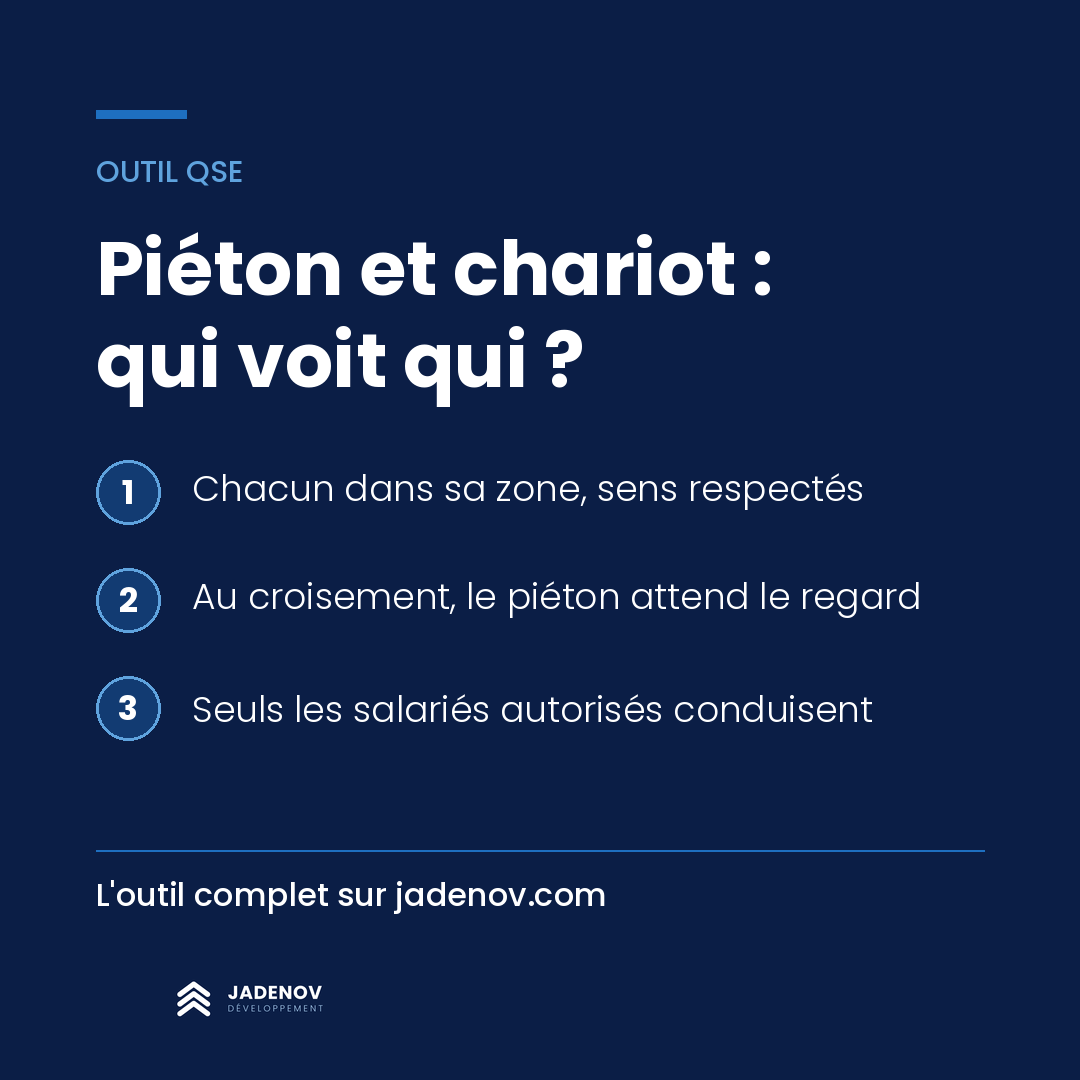 OUTIL QSE
Piéton et chariot :
qui voit qui ?
1 Chacun dans sa zone, sens respectés
2 Au croisement, le piéton attend le regard
3 Seuls les salariés autorisés conduisent
L'outil complet sur jadenov.com
JADENOV
DÉVELOPPEMENT